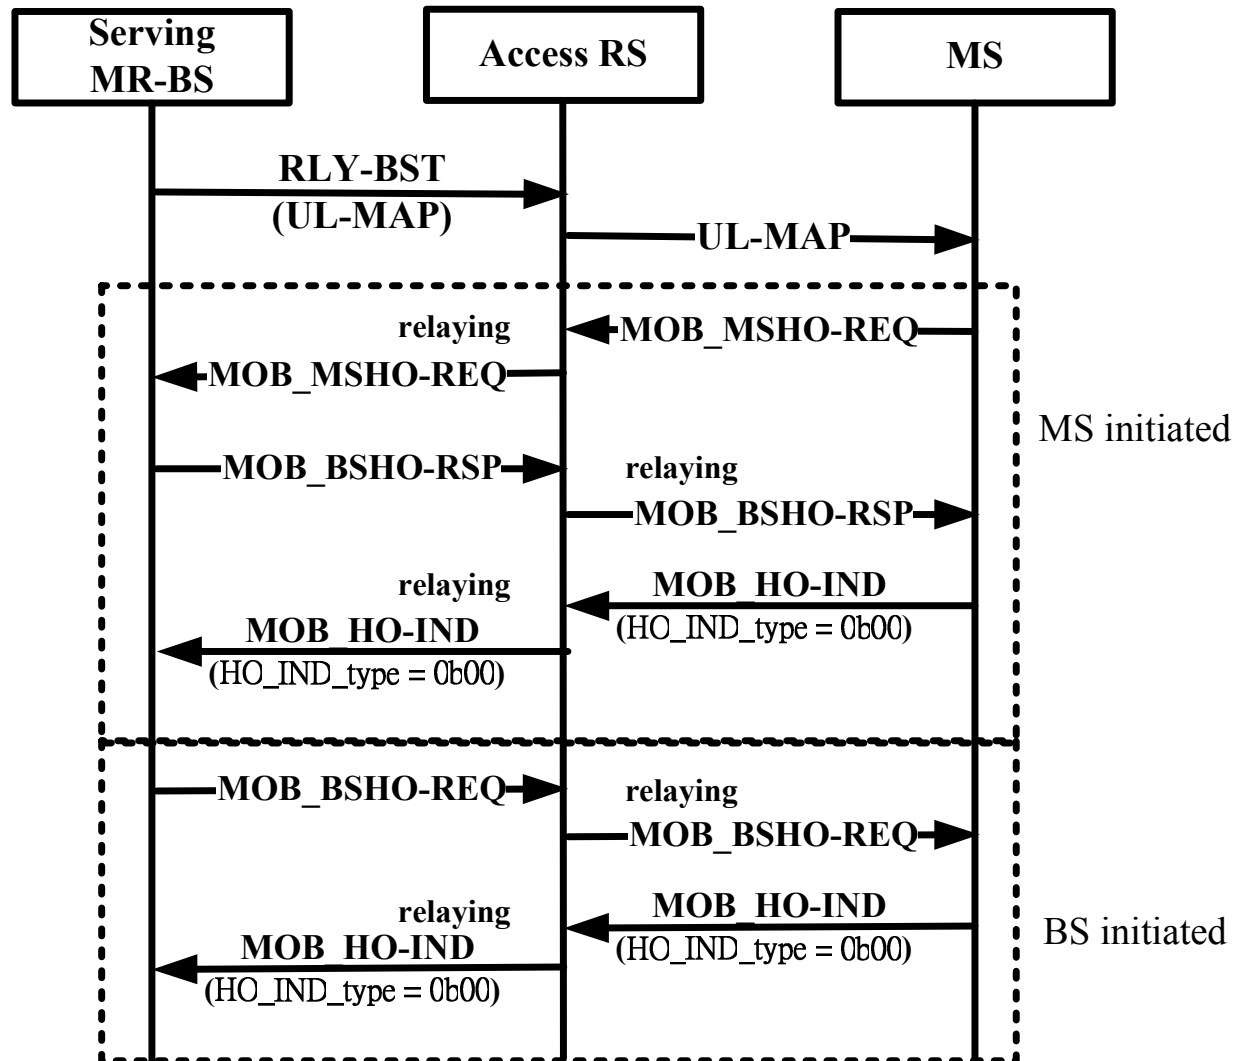 Serving
MR-BS
Access RS
MS
RLY-BST
(UL-MAP)
UL-MAP
relaying
MOB_MSHO-REQ
MOB_MSHO-REQ
MS initiated
MOB_BSHO-RSP
relaying
MOB_BSHO-RSP
relaying
MOB_HO-IND
(HO_IND_type = 0b00)
MOB_HO-IND
(HO_IND_type = 0b00)
MOB_BSHO-REQ
relaying
MOB_BSHO-REQ
relaying
MOB_HO-IND
(HO_IND_type = 0b00)
BS initiated
MOB_HO-IND
(HO_IND_type = 0b00)